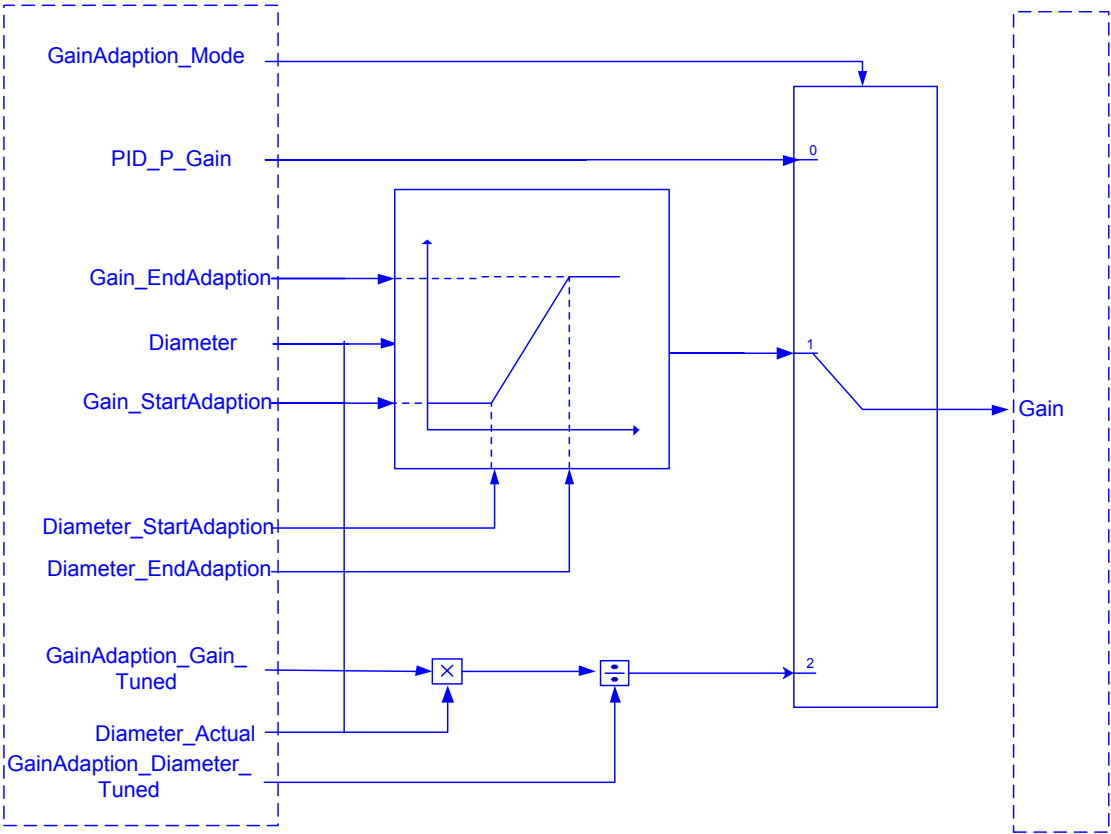 GainAdaption_Mode
PID_P_Gain
0
Gain_EndAdaption
Diameter
1
Gain_StartAdaption
Gain
Diameter_StartAdaption
Diameter_EndAdaption
GainAdaption_Gain_
Tuned
×
÷
2
Diameter_Actual
GainAdaption_Diameter_
Tuned